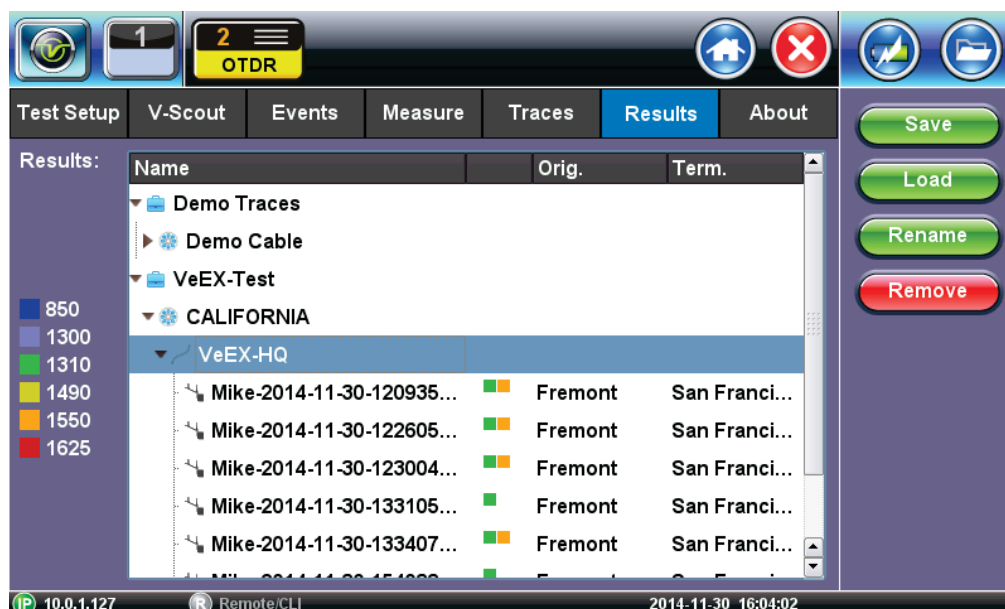 1
2
OTDR
Test Setup V-Scout Events Measure Traces Results About
Results:
Name Orig. Term.
Demo Traces
Demo Cable
VeEX-Test
CALIFORNIA
VeEX-HQ
Mike-2014-11-30-120935... Fremont San Franci...
Mike-2014-11-30-122605... Fremont San Franci...
Mike-2014-11-30-123004... Fremont San Franci...
Mike-2014-11-30-133105... Fremont San Franci...
Mike-2014-11-30-133407... Fremont San Franci...
850
1300
1310
1490
1550
1625
Save
Load
Rename
Remove
IP 10.0.1.127 R Remote/CLI 2014-11-30 16:04:02